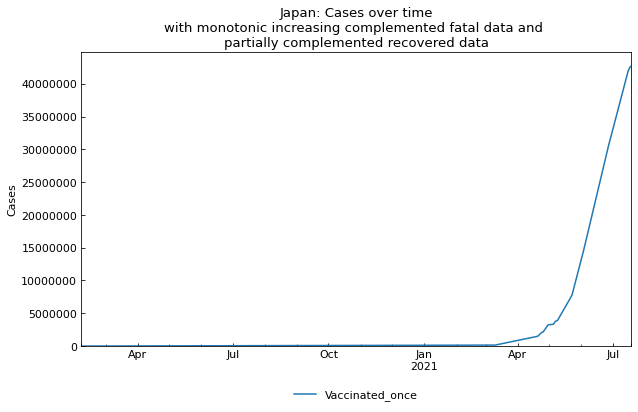 Japan: Cases over time
with monotonic increasing complemented fatal data and
partially complemented recovered data
40000000
35000000
30000000
25000000
20000000
15000000
10000000
5000000
0
Cases
Apr Jul Oct Jan Apr Jul
2021
Vaccinated_once